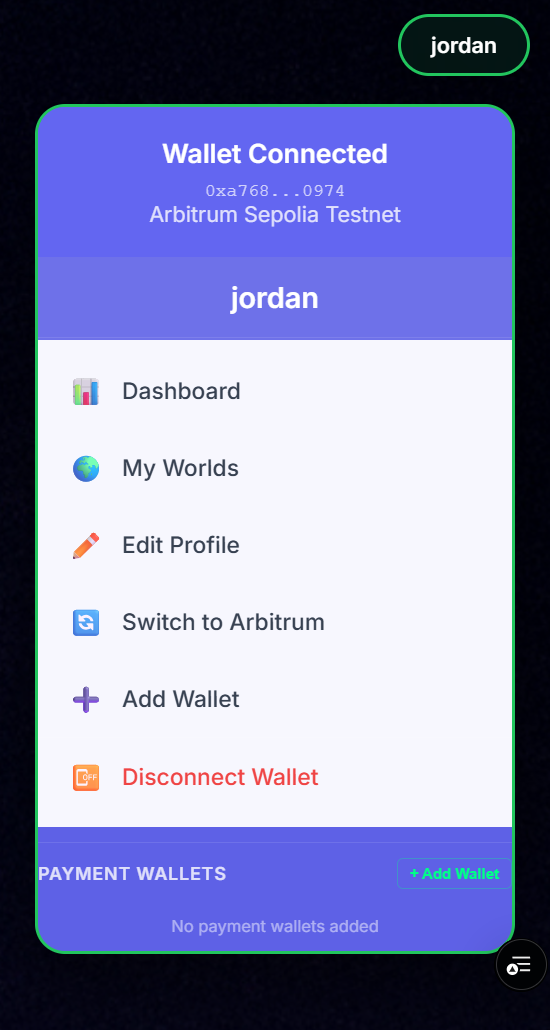 jordan
Wallet Connected
0xa768...0974
Arbitrum Sepolia Testnet
jordan
Dashboard
My Worlds
Edit Profile
Switch to Arbitrum
Add Wallet
OFF
Disconnect Wallet
PAYMENT WALLETS
+ Add Wallet
No payment wallets added